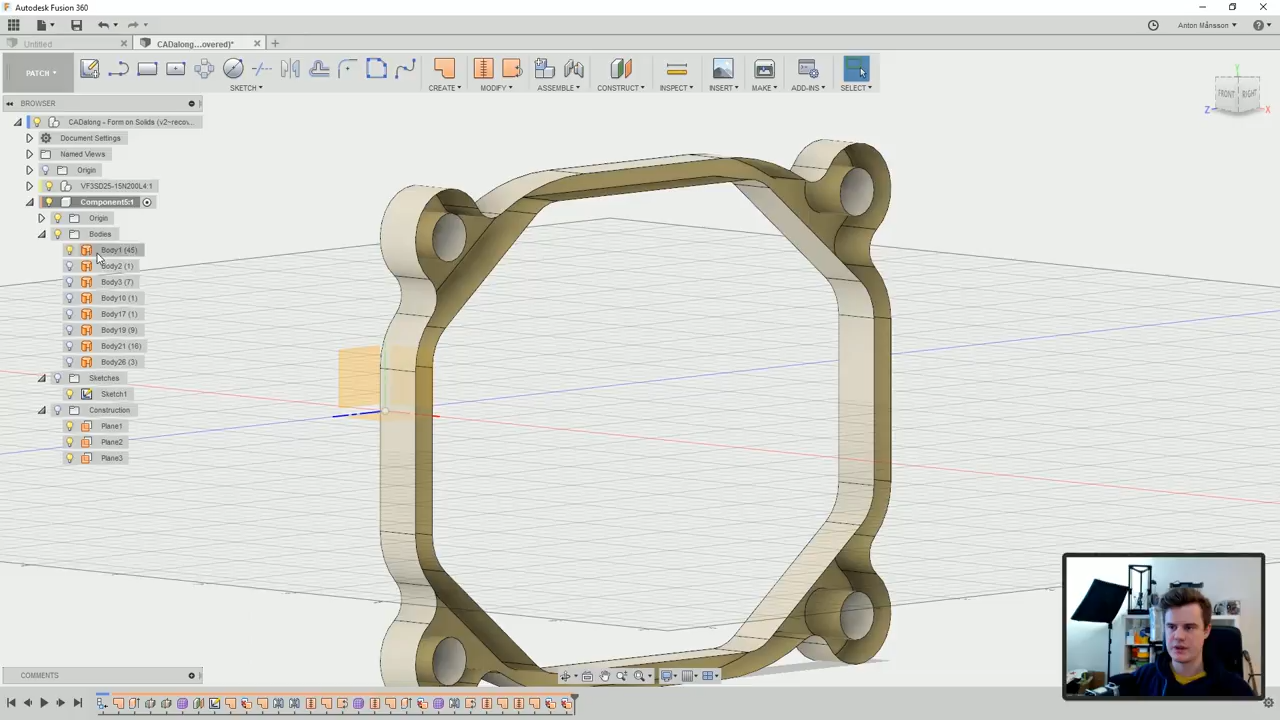 Autodesk Fusion 360
Anton Månsson
Untitled
CADalong...overed)*
PATCH
SKETCH
CREATE
MODIFY
ASSEMBLE
CONSTRUCT
INSPECT
INSERT
MAKE
ADD-INS
SELECT
FRONT
RIGHT
Y
Z
X
BROWSER
CADalong - Form on Solids (v2~recov...
Document Settings
Named Views
Origin
VF3SD25-15N200L4:1
Component5:1
Origin
Bodies
Body1 (45)
Body2 (1)
Body3 (7)
Body10 (1)
Body17 (1)
Body19 (9)
Body21 (16)
Body26 (3)
Sketches
Sketch1
Construction
Plane1
Plane2
Plane3
COMMENTS